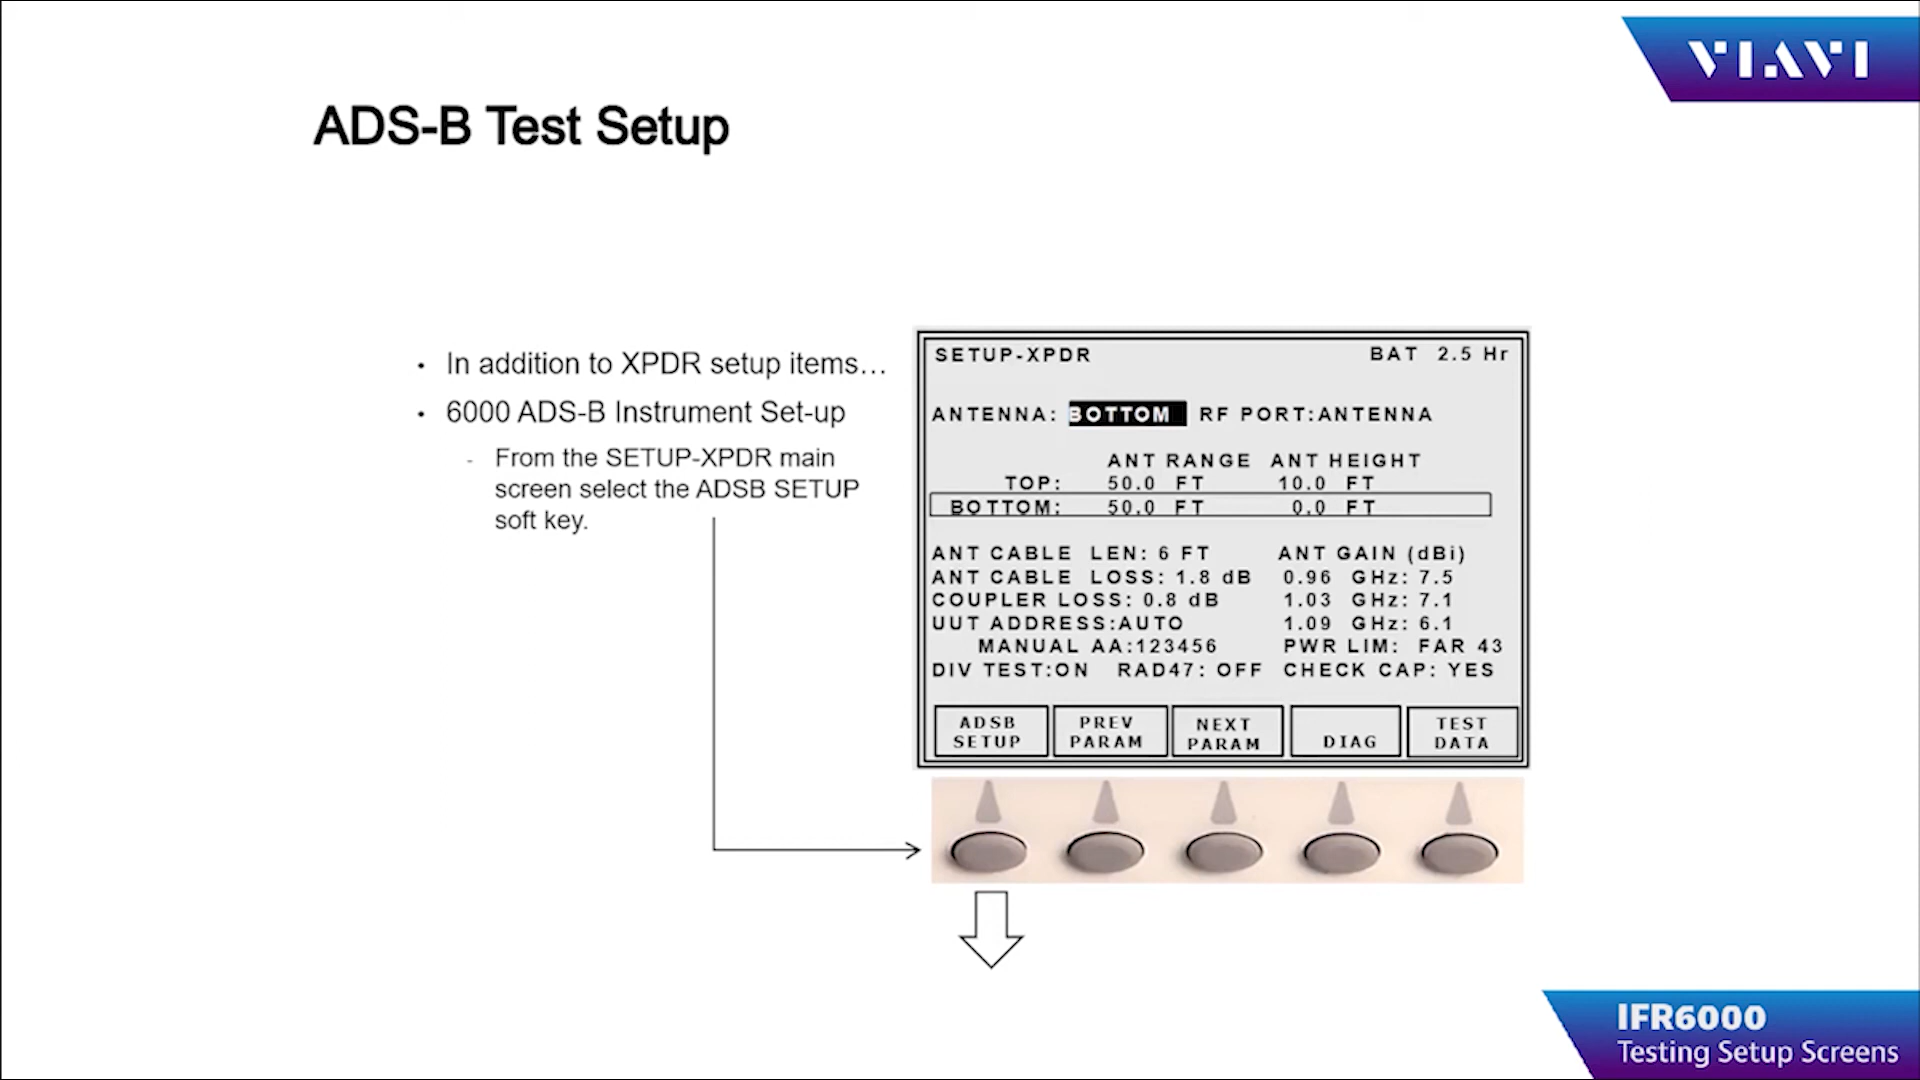 VIAVI
ADS-B Test Setup
• In addition to XPDR setup items…
• 6000 ADS-B Instrument Set-up
- From the SETUP-XPDR main
screen select the ADSB SETUP
soft key.
SETUP-XPDR BAT 2.5 Hr
ANTENNA: BOTTOM RF PORT:ANTENNA
ANT RANGE ANT HEIGHT
TOP: 50.0 FT 10.0 FT
BOTTOM: 50.0 FT 0.0 FT
ANT CABLE LEN: 6 FT ANT GAIN (dBi)
ANT CABLE LOSS: 1.8 dB 0.96 GHz: 7.5
COUPLER LOSS: 0.8 dB 1.03 GHz: 7.1
UUT ADDRESS:AUTO 1.09 GHz: 6.1
MANUAL AA:123456 PWR LIM: FAR 43
DIV TEST:ON RAD47: OFF CHECK CAP: YES
ADSB PREV NEXT TEST
SETUP PARAM PARAM DIAG DATA
IFR6000
Testing Setup Screens